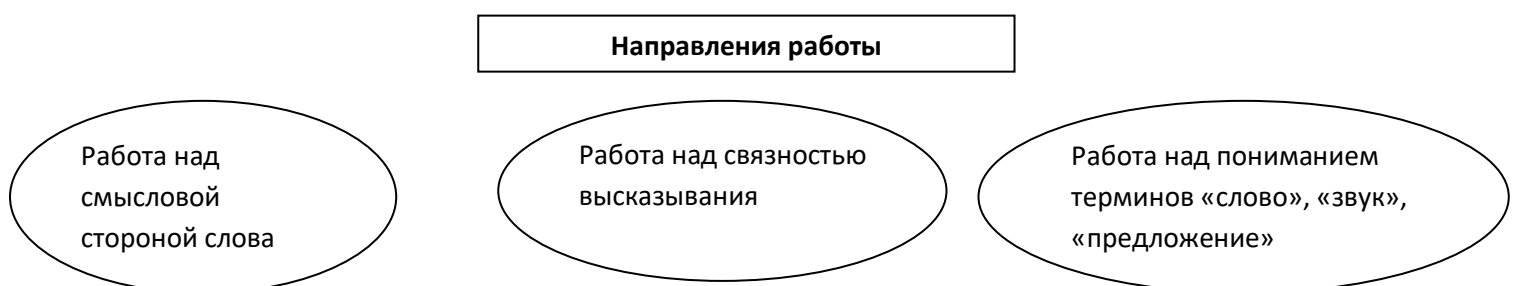 Направления работы
Работа над
смысловой
стороной слова
Работа над связностью
высказывания
Работа над пониманием
терминов «слово», «звук»,
«предложение»